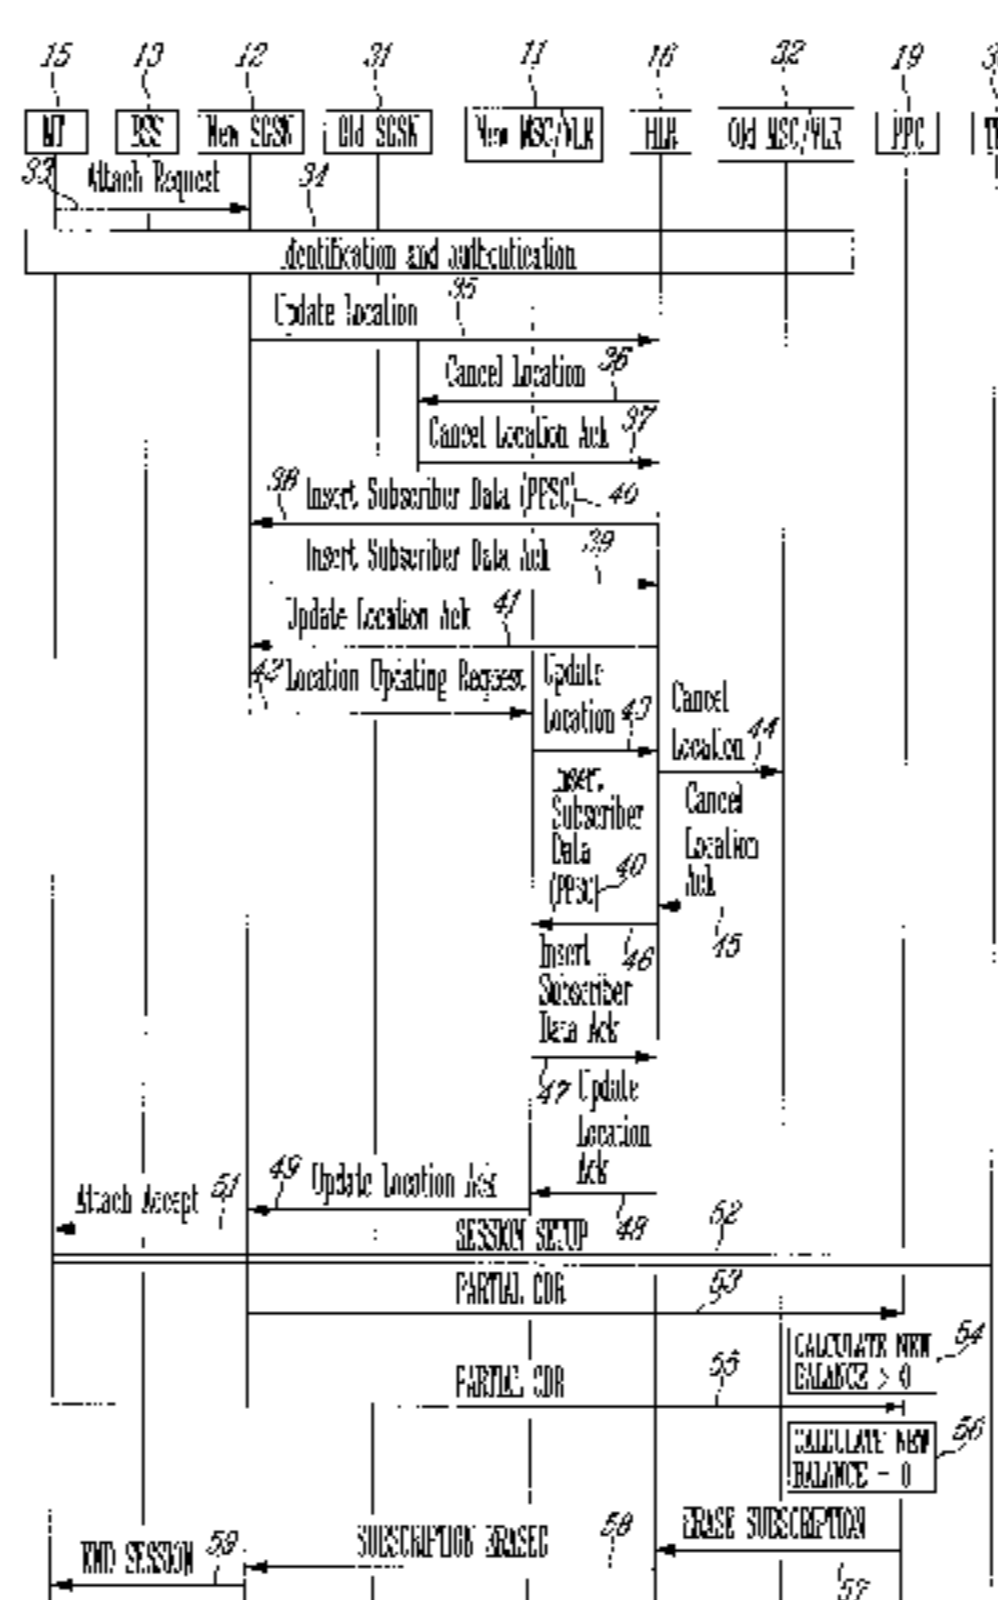 15 13 12 31 11 16 32 19
MT BSS New SGSN Old SGSN New MSC/VLR HLR Old MSC/VLR PPC
33 Attach Request 34
Identification and authentication
Update Location 35
Cancel Location 36
Cancel Location Ack 37
38 Insert Subscriber Data (PPSC) 40
Insert Subscriber Data Ack 39
Update Location Ack 41
42 Location Updating Request
Update
Location 43
Cancel
Location 44
Insert
Subscriber
Data
(PPSC) 40
Cancel
Location
Ack
45
46
Insert
Subscriber
Data Ack
47
Update
Location
Ack
48
49 Update Location Ack
Attach Accept 51
SESSION SETUP 52
PARTIAL CDR 53
CALCULATE NEW
BALANCE > 0
54
PARTIAL CDR 55
CALCULATE NEW
BALANCE = 0
56
ERASE SUBSCRIPTION
57
SUBSCRIPTION ERASED 58
END SESSION 59